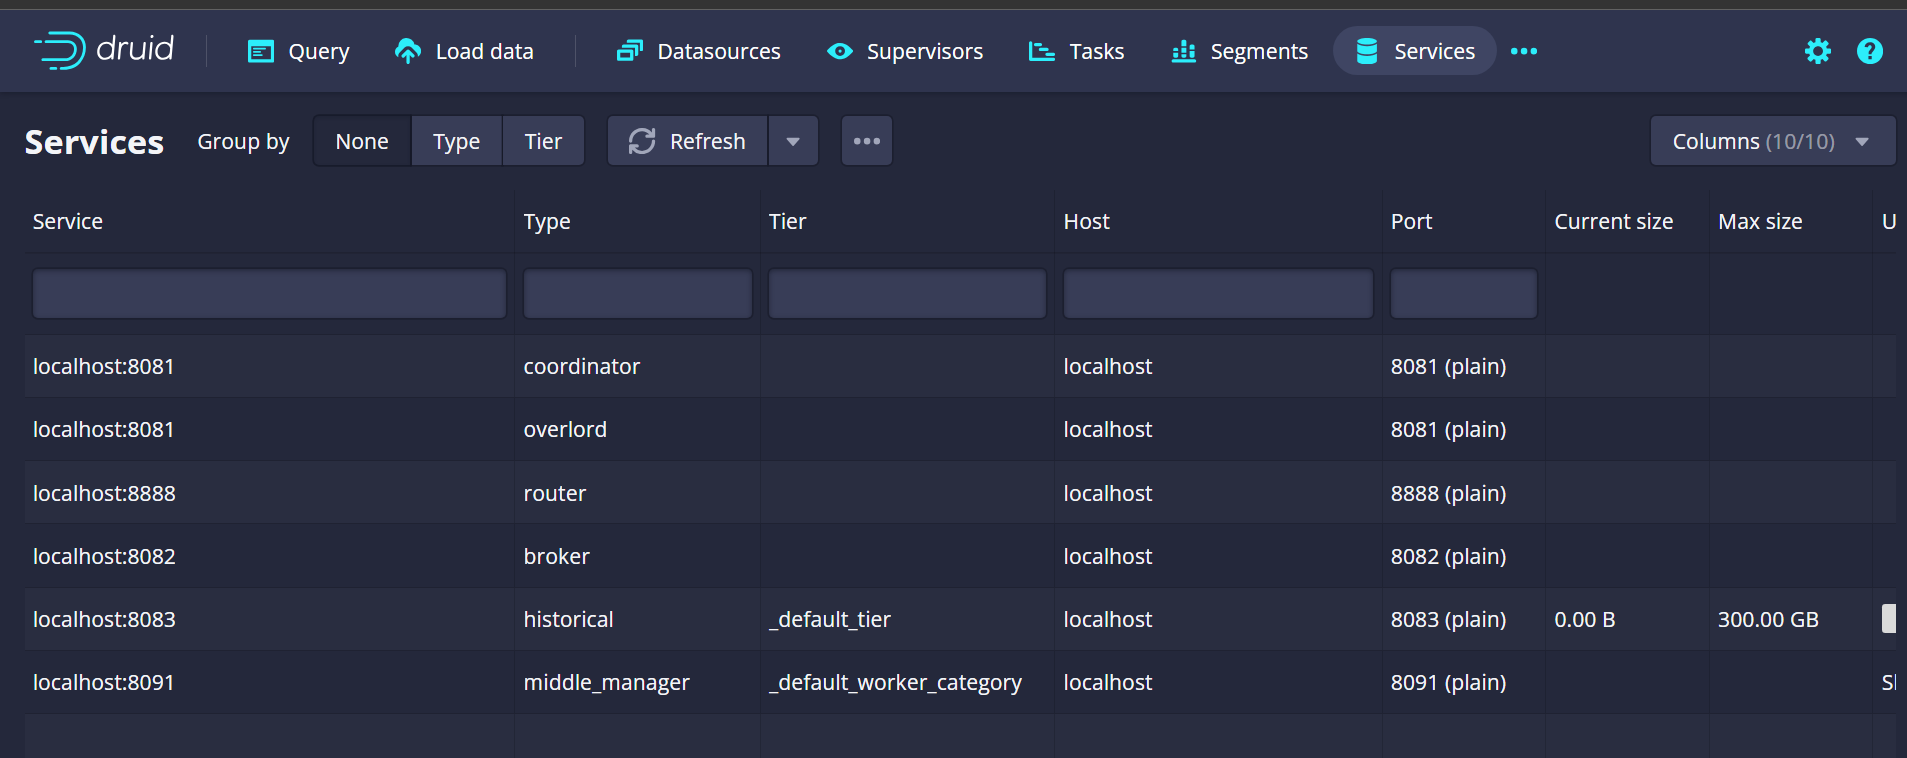 druid Query Load data Datasources Supervisors Tasks Segments Services
Services Group by None Type Tier Refresh Columns (10/10)
Service Type Tier Host Port Current size Max size U
localhost:8081 coordinator localhost 8081 (plain)
localhost:8081 overlord localhost 8081 (plain)
localhost:8888 router localhost 8888 (plain)
localhost:8082 broker localhost 8082 (plain)
localhost:8083 historical _default_tier localhost 8083 (plain) 0.00 B 300.00 GB
localhost:8091 middle_manager _default_worker_category localhost 8091 (plain)